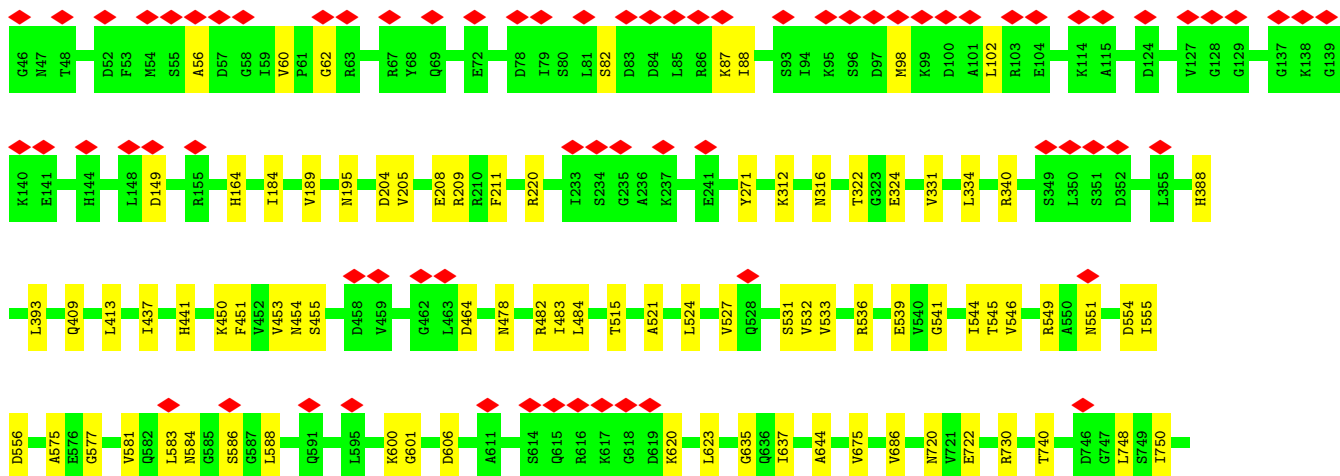 G46 N47 T48 D52 F53 M54 S55 A56 D57 G58 I59 V60 P61 G62 R63 R67 Y68 Q69 E72 D78 I79 S80 L81 S82 D83 D84 L85 R86 K87 I88 S93 I94 K95 S96 D97 M98 K99 D100 A101 L102 R103 E104 K114 A115 D124 V127 G128 G129 G137 K138 G139
K140 E141 H144 L148 D149 R155 H164 I184 V189 N195 D204 V205 E208 R209 R210 F211 R220 I233 S234 G235 A236 K237 E241 Y271 K312 N316 T322 G323 E324 V331 L334 R340 S349 L350 S351 D352 L355 H388
L393 Q409 L413 I437 H441 K450 F451 V452 V453 N454 S455 D458 V459 G462 L463 D464 N478 R482 I483 L484 T515 A521 L524 V527 Q528 S531 V532 V533 R536 E539 V540 G541 I544 T545 V546 R549 A550 N551 D554 I555
D556 A575 E576 G577 V581 Q582 L583 N584 G585 S586 G587 L588 Q591 L595 K600 G601 D606 A611 S614 Q615 R616 K617 G618 D619 K620 L623 G635 Q636 I637 A644 V675 V686 N720 V721 E722 R730 T740 D746 G747 L748 S749 I750